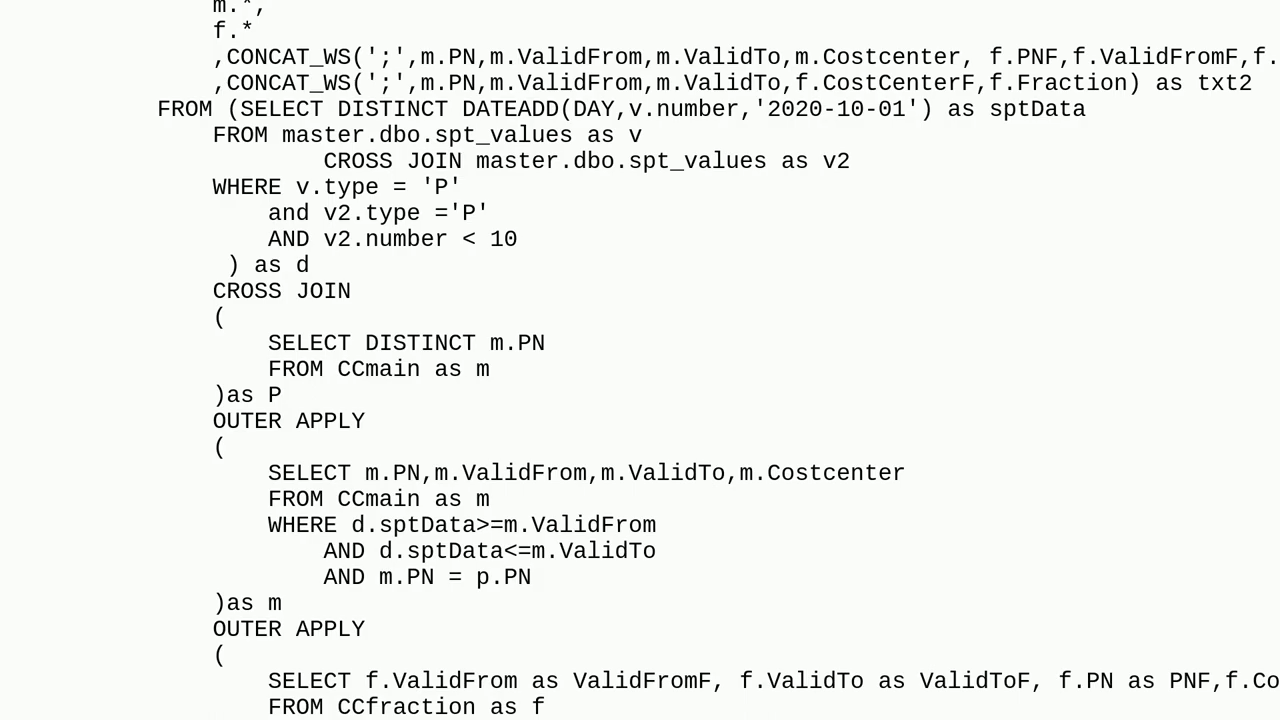 m.*,
f.*
,CONCAT_WS(';',m.PN,m.ValidFrom,m.ValidTo,m.Costcenter, f.PNF,f.ValidFromF,f.
,CONCAT_WS(';',m.PN,m.ValidFrom,m.ValidTo,f.CostCenterF,f.Fraction) as txt2
FROM (SELECT DISTINCT DATEADD(DAY,v.number,'2020-10-01') as sptData
FROM master.dbo.spt_values as v
CROSS JOIN master.dbo.spt_values as v2
WHERE v.type = 'P'
and v2.type ='P'
AND v2.number < 10
) as d
CROSS JOIN
(
SELECT DISTINCT m.PN
FROM CCmain as m
)as P
OUTER APPLY
(
SELECT m.PN,m.ValidFrom,m.ValidTo,m.Costcenter
FROM CCmain as m
WHERE d.sptData>=m.ValidFrom
AND d.sptData<=m.ValidTo
AND m.PN = p.PN
)as m
OUTER APPLY
(
SELECT f.ValidFrom as ValidFromF, f.ValidTo as ValidToF, f.PN as PNF,f.Co
FROM CCfraction as f